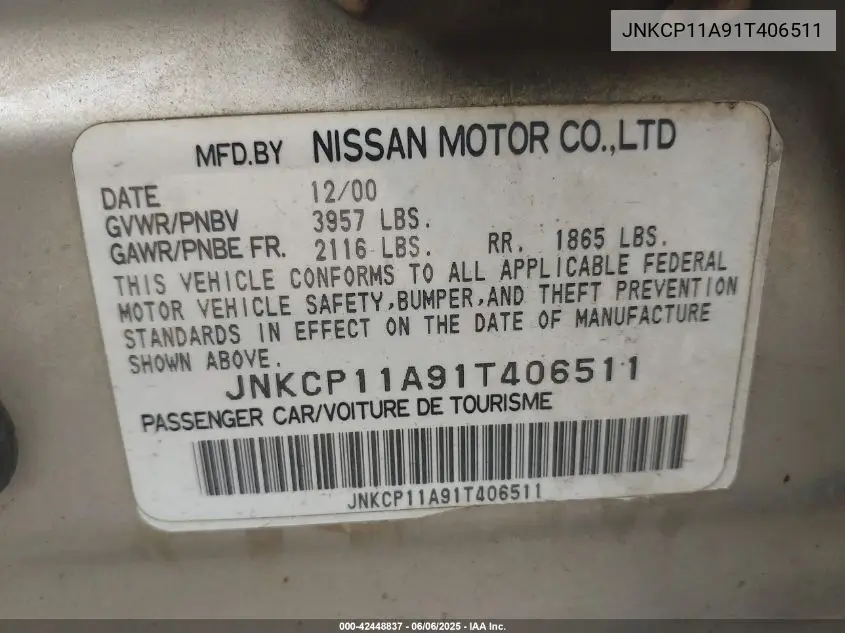 JNKCP11A91T406511
MFD.BY NISSAN MOTOR CO.,LTD
DATE 12/00
GVWR/PNBV 3957 LBS.
GAWR/PNBE FR. 2116 LBS. RR. 1865 LBS.
THIS VEHICLE CONFORMS TO ALL APPLICABLE FEDERAL
MOTOR VEHICLE SAFETY,BUMPER,AND THEFT PREVENTION
STANDARDS IN EFFECT ON THE DATE OF MANUFACTURE
SHOWN ABOVE.
JNKCP11A91T406511
PASSENGER CAR/VOITURE DE TOURISME
JNKCP11A91T406511
000-42448837 - 06/06/2025 - IAA Inc.